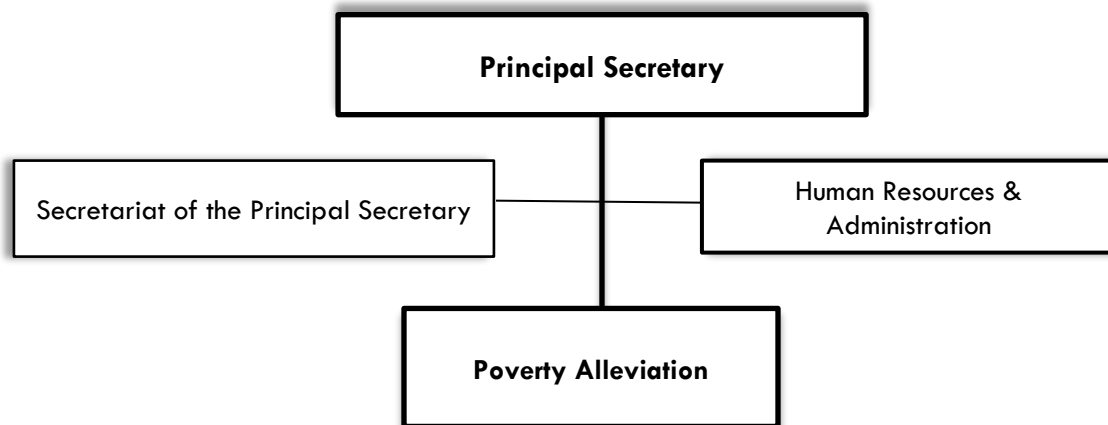 Principal Secretary
Secretariat of the Principal Secretary
Human Resources &
Administration
Poverty Alleviation